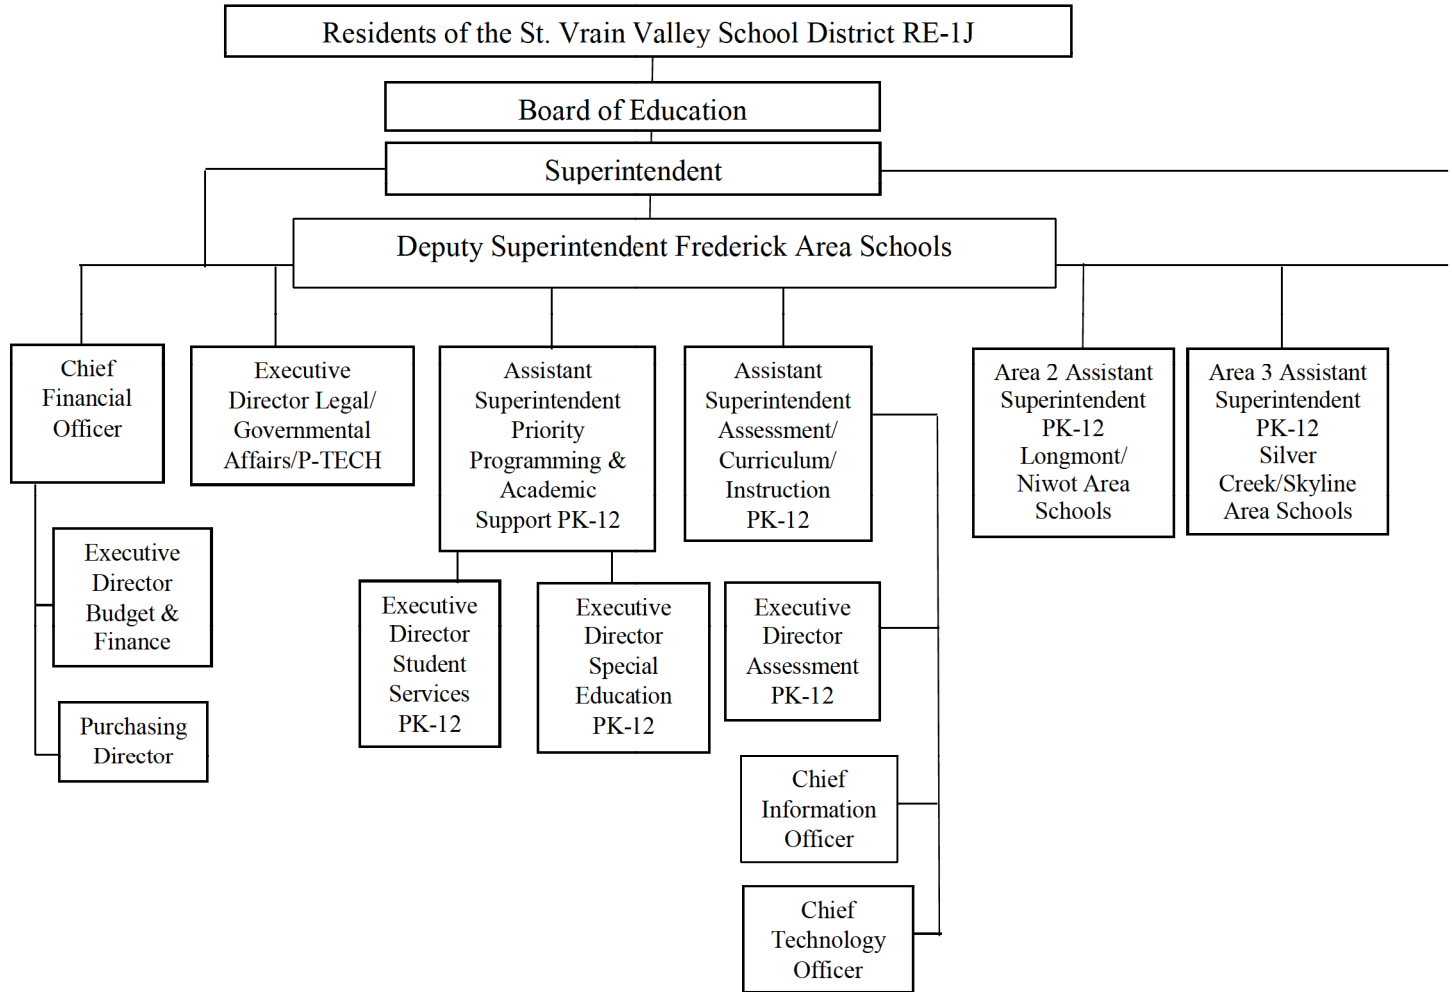 Residents of the St. Vrain Valley School District RE-1J
Board of Education
Superintendent
Deputy Superintendent Frederick Area Schools
Chief
Financial
Officer
Executive
Director Legal/
Governmental
Affairs/P-TECH
Assistant
Superintendent
Priority
Programming &
Academic
Support PK-12
Assistant
Superintendent
Assessment/
Curriculum/
Instruction
PK-12
Area 2 Assistant
Superintendent
PK-12
Longmont/
Niwot Area
Schools
Area 3 Assistant
Superintendent
PK-12
Silver
Creek/Skyline
Area Schools
Executive
Director
Budget &
Finance
Executive
Director
Student
Services
PK-12
Executive
Director
Special
Education
PK-12
Executive
Director
Assessment
PK-12
Purchasing
Director
Chief
Information
Officer
Chief
Technology
Officer